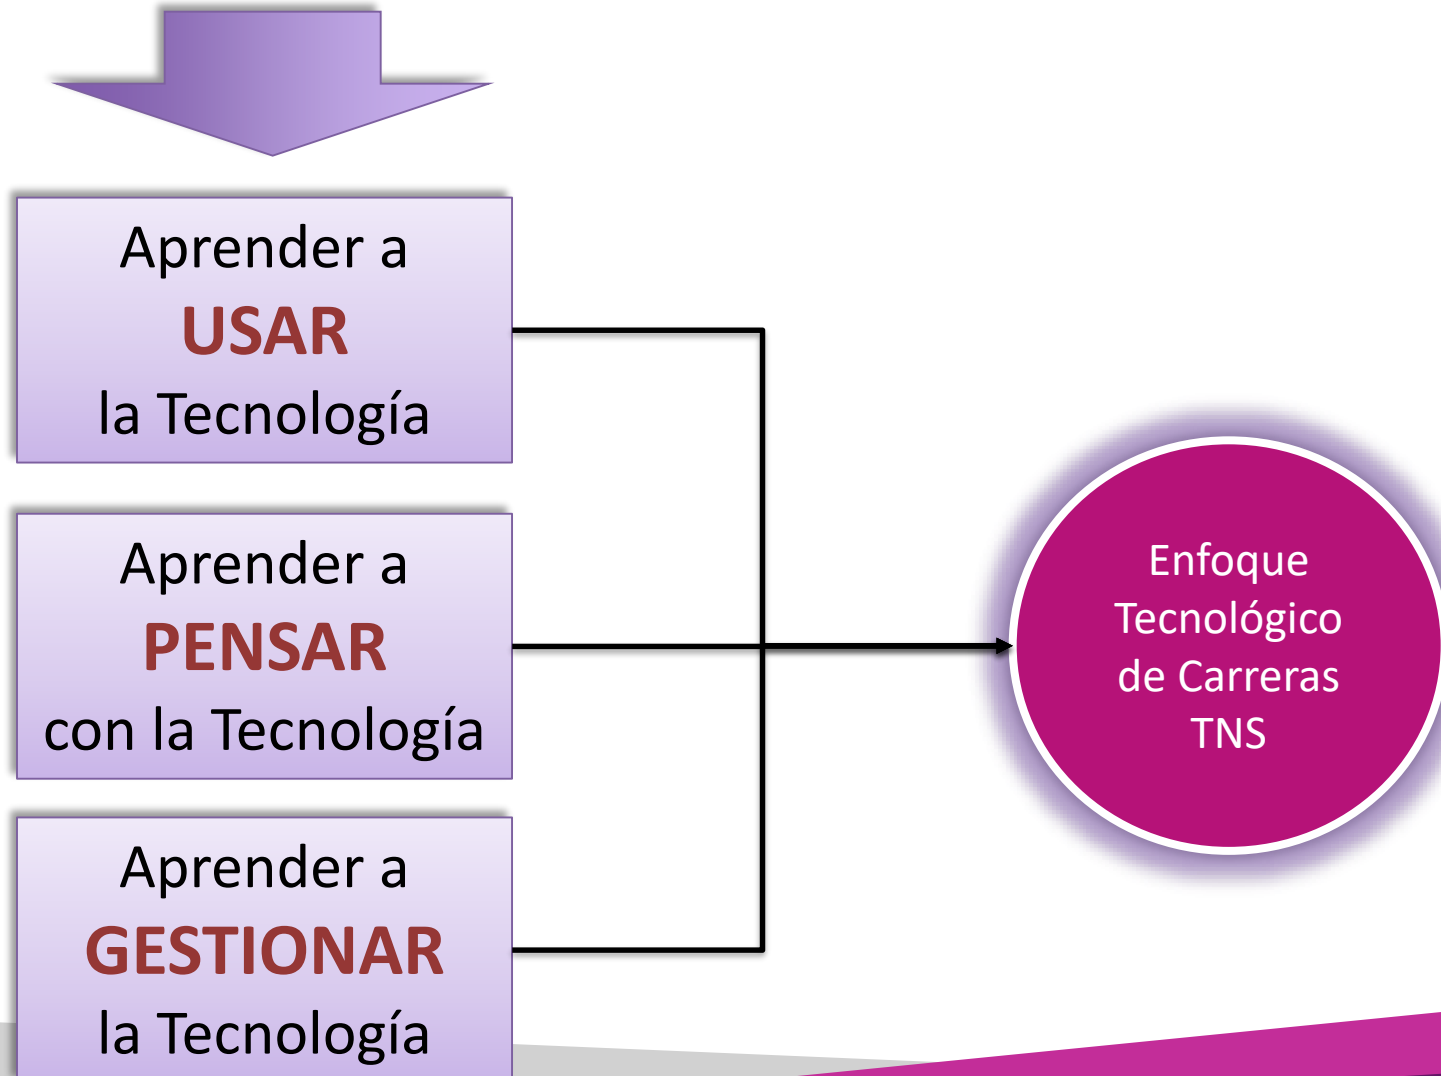 Aprender a
USAR
la Tecnología
Aprender a
PENSAR
con la Tecnología
Aprender a
GESTIONAR
la Tecnología
Enfoque
Tecnológico
de Carreras
TNS